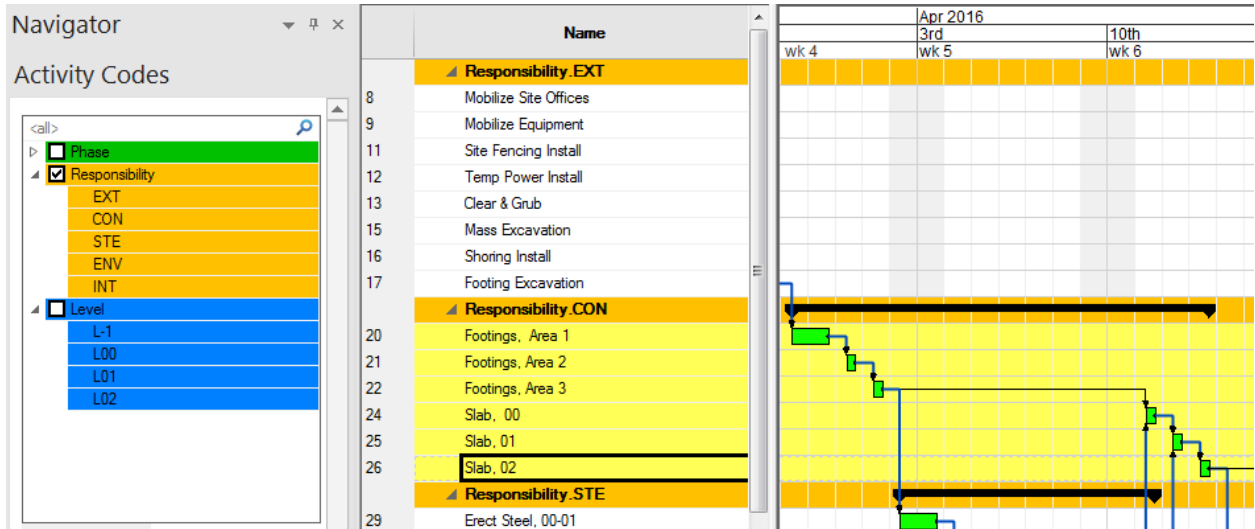 Navigator
Activity Codes
<all>
Phase
Responsibility
EXT
CON
STE
ENV
INT
Level
L-1
L00
L01
L02
Name
Responsibility.EXT
8 Mobilize Site Offices
9 Mobilize Equipment
11 Site Fencing Install
12 Temp Power Install
13 Clear & Grub
15 Mass Excavation
16 Shoring Install
17 Footing Excavation
Responsibility.CON
20 Footings,  Area 1
21 Footings, Area 2
22 Footings, Area 3
24 Slab,  00
25 Slab, 01
26 Slab, 02
Responsibility.STE
29 Erect Steel, 00-01
Apr 2016
3rd 10th
wk 4 wk 5 wk 6